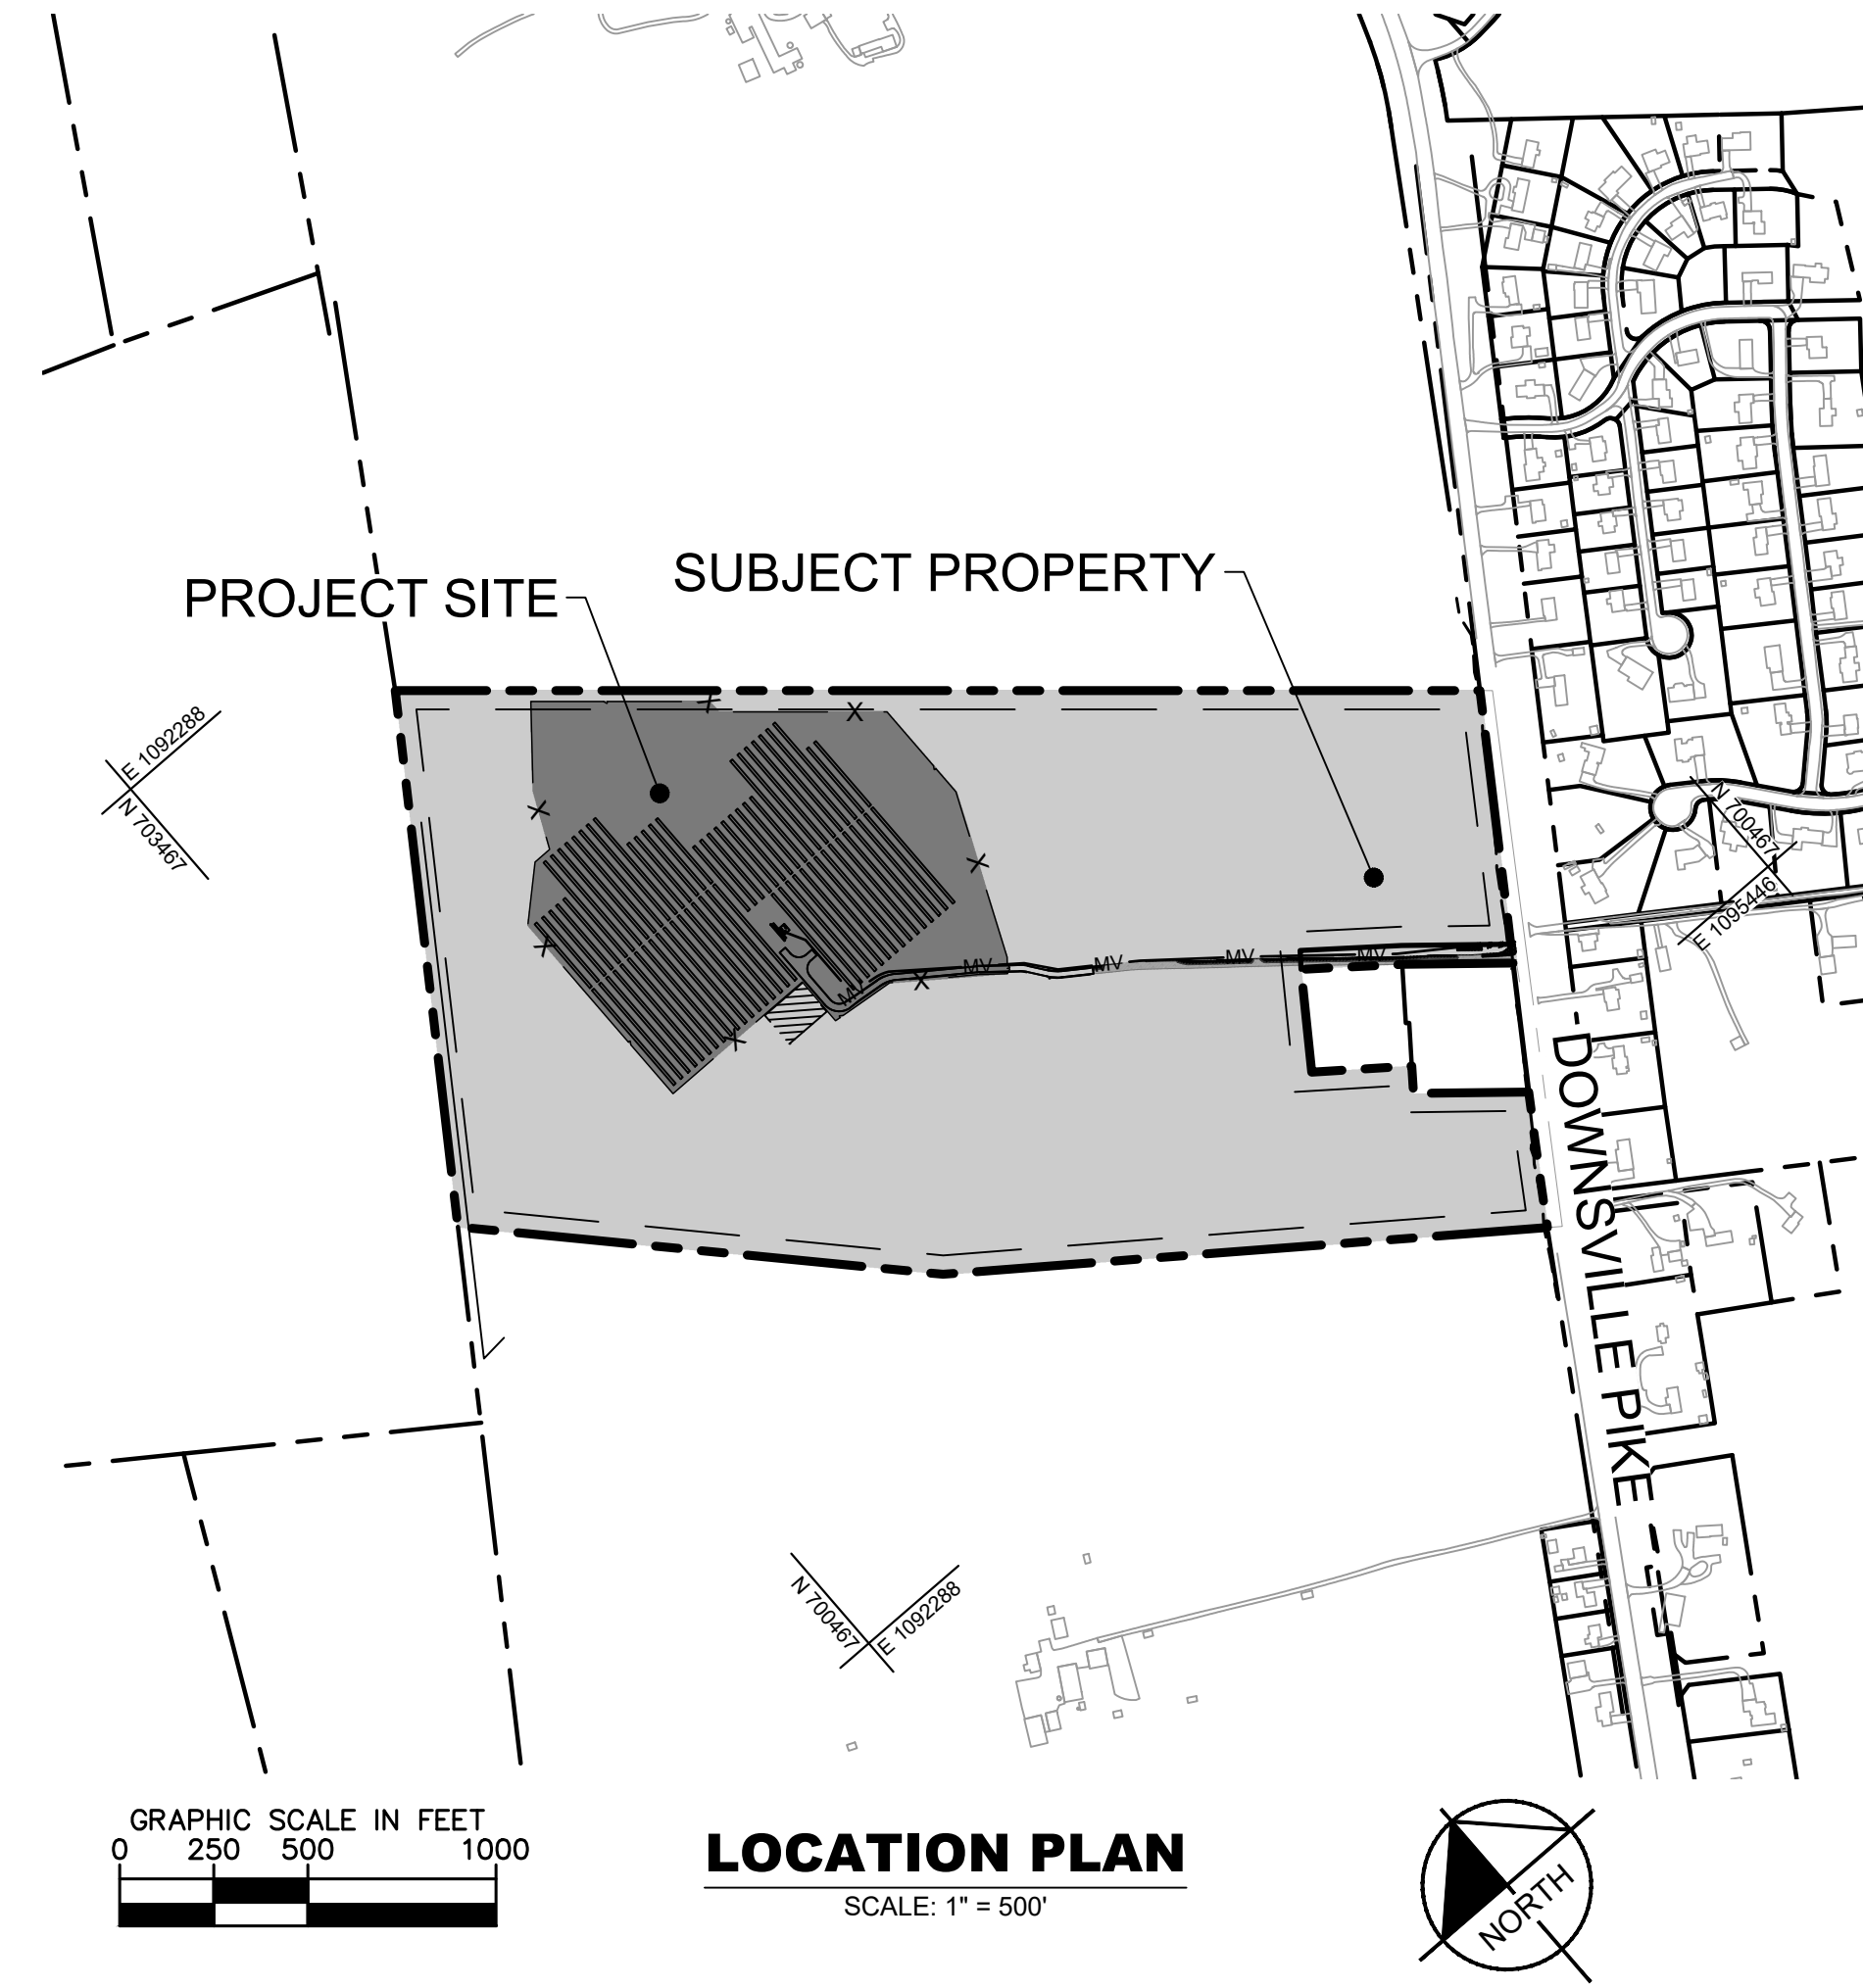 SUBJECT PROPERTY
PROJECT SITE
E 1092288
N 703467
X
X
X
X
X
X
X
N 700467
E 1095446
MV
MV
MV
MV
MV
DOWNSVILLE PIKE
N 700467
E 1092288
GRAPHIC SCALE IN FEET
0 250 500 1000
LOCATION PLAN
SCALE: 1" = 500'
NORTH